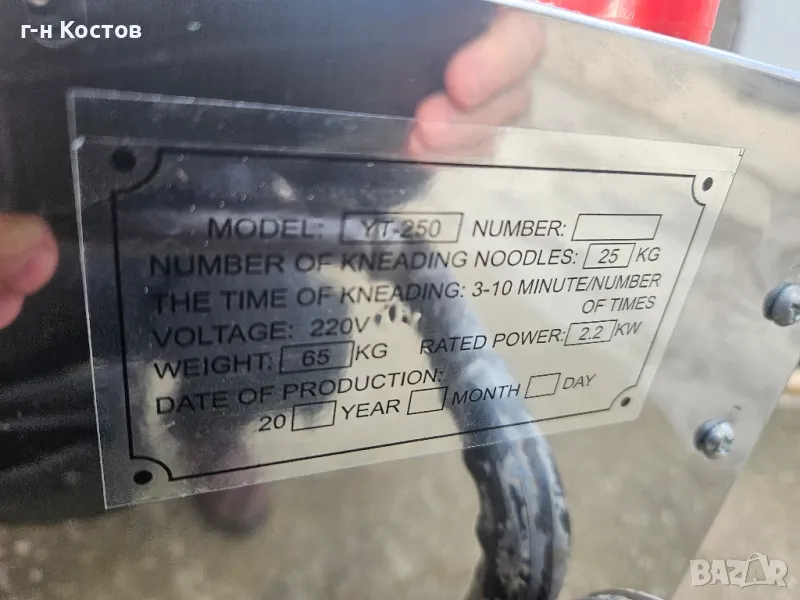 г-н Костов
MODEL: YT-250 NUMBER:
NUMBER OF KNEADING NOODLES: 25 KG
THE TIME OF KNEADING: 3-10 MINUTE/NUMBER
OF TIMES
VOLTAGE: 220V
RATED POWER: 2.2 KW
WEIGHT: 65 KG
DATE OF PRODUCTION:
20 YEAR MONTH DAY
BAZAR